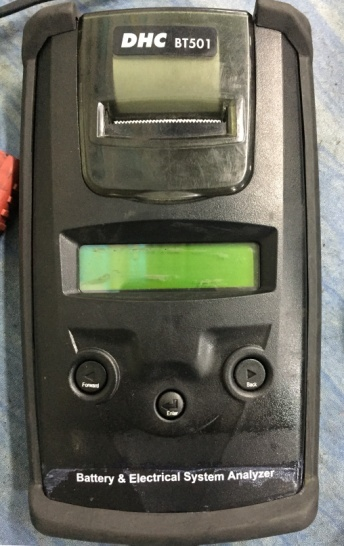 DHC BT501
Forward
Back
Enter
Battery & Electrical System Analyzer